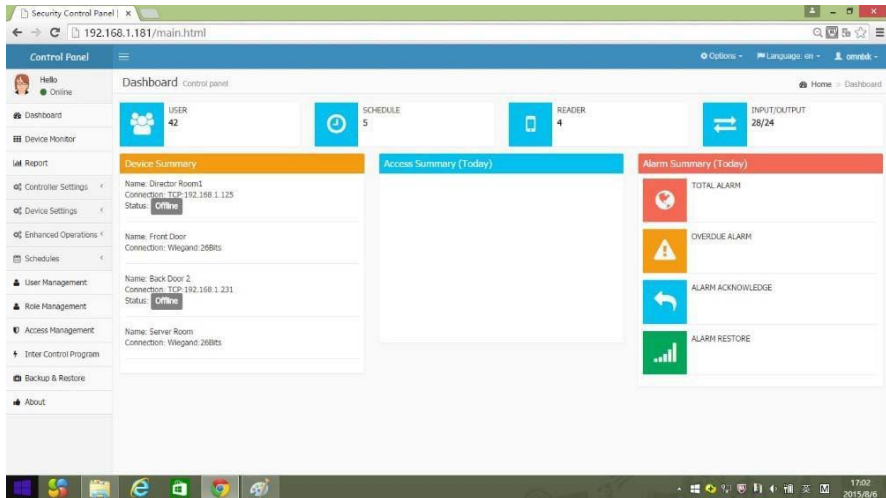 Security Control Panel |
192.168.1.181/main.html
Control Panel
Options
Language: en
Hello
Online
Dashboard Control panel
Home > Dashboard
Dashboard
Device Monitor
Report
Controller Settings
Device Settings
Enhanced Operations
Schedules
User Management
Role Management
Access Management
Inter Control Program
Backup & Restore
About
USER
42
SCHEDULE
5
READER
4
INPUT/OUTPUT
28/24
Device Summary
Name: Director Room1
Connection: TCP:192.168.1.125
Status: Offline
Name: Front Door
Connection: Wiegand:26Bits
Name: Back Door 2
Connection: TCP:192.168.1.231
Status: Offline
Name: Server Room
Connection: Wiegand:26Bits
Access Summary (Today)
Alarm Summary (Today)
TOTAL ALARM
OVERDUE ALARM
ALARM ACKNOWLEDGE
ALARM RESTORE
英
M
17:02
2015/8/6